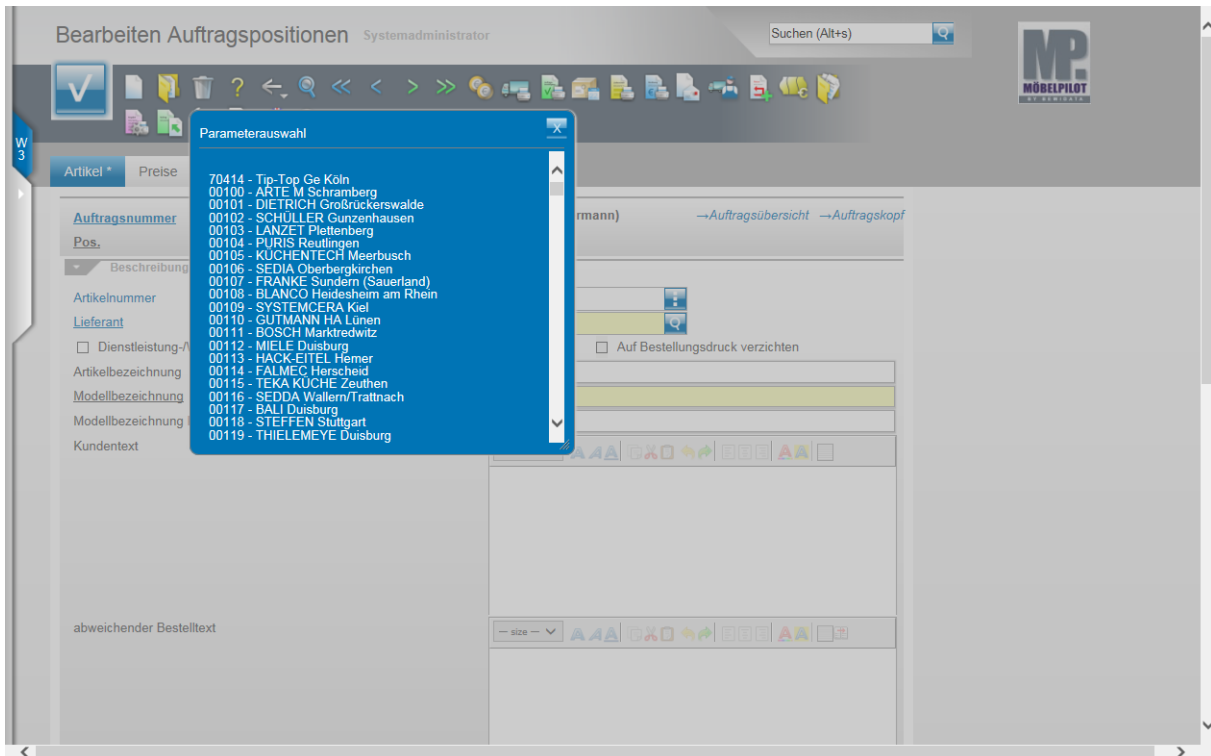 Bearbeiten Auftragspositionen Systemadministrator
Suchen (Alt+s)
MP
MÖBELPILOT
W
3
Parameterauswahl
70414 - Tip-Top Ge Köln
00100 - ARTE M Schramberg
00101 - DIETRICH Großrückerswalde
00102 - SCHÜLLER Gunzenhausen
00103 - LANZET Plettenberg
00104 - PURIS Reutlingen
00105 - KÜCHENTECH Meerbusch
00106 - SEDIA Oberbergkirchen
00107 - FRANKE Sundern (Sauerland)
00108 - BLANCO Heidesheim am Rhein
00109 - SYSTEMCERA Kiel
00110 - GUTMANN HA Lünen
00111 - BOSCH Marktredwitz
00112 - MIELE Duisburg
00113 - HACK-EITEL Hemer
00114 - FALMEC Herscheid
00115 - TEKA KÜCHE Zeuthen
00116 - SEDDA Wallern/Trattnach
00117 - BALI Duisburg
00118 - STEFFEN Stuttgart
00119 - THIELEMEYE Duisburg
Artikel * Preise
Auftragsnummer rmann) →Auftragsübersicht →Auftragskopf
Pos.
Beschreibung
Artikelnummer
Lieferant
Dienstleistung-/ Auf Bestellungsdruck verzichten
Artikelbezeichnung
Modellbezeichnung
Modellbezeichnung
Kundentext
abweichender Bestelltext
— size —